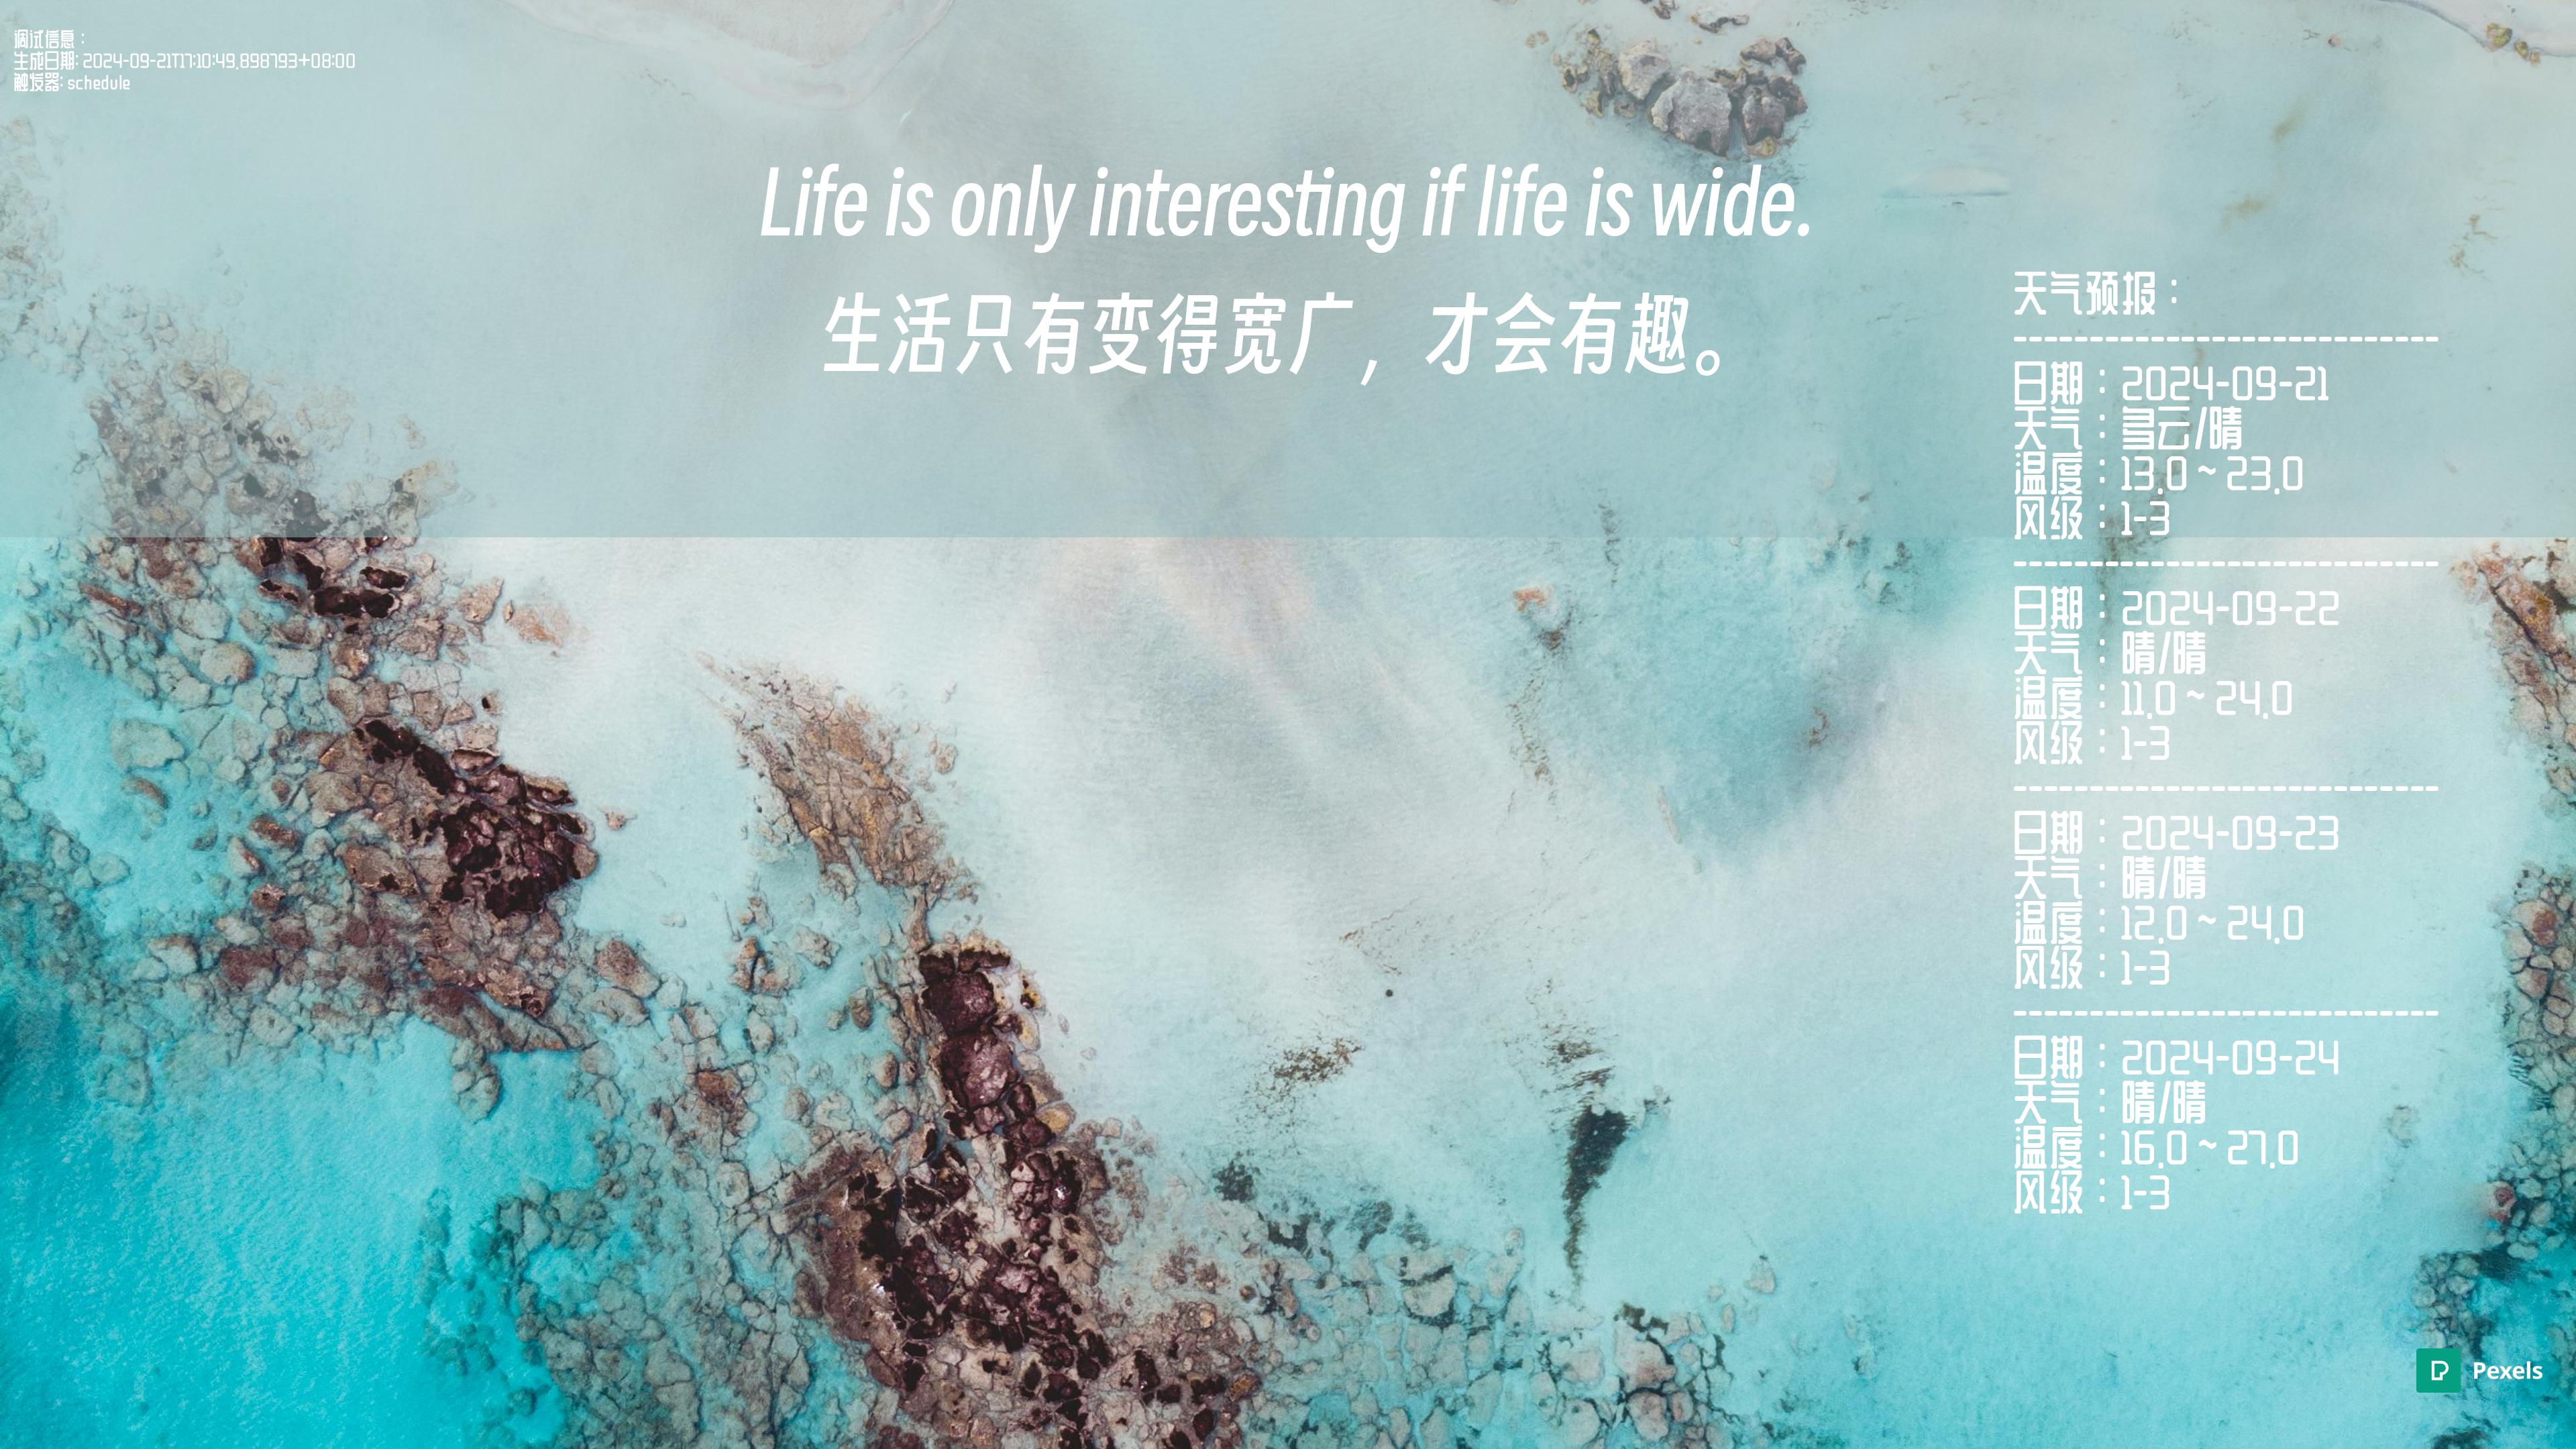 调试信息：
生成日期: 2024-09-21T17:10:49.898793+08:00
触发器: schedule
Life is only interesting if life is wide.
生活只有变得宽广，才会有趣。
天气预报：
----------------------------
日期：2024-09-21
天气：多云/晴
温度：13.0 ~ 23.0
风级：1-3
----------------------------
日期：2024-09-22
天气：晴/晴
温度：11.0 ~ 24.0
风级：1-3
----------------------------
日期：2024-09-23
天气：晴/晴
温度：12.0 ~ 24.0
风级：1-3
----------------------------
日期：2024-09-24
天气：晴/晴
温度：16.0 ~ 27.0
风级：1-3
Pexels